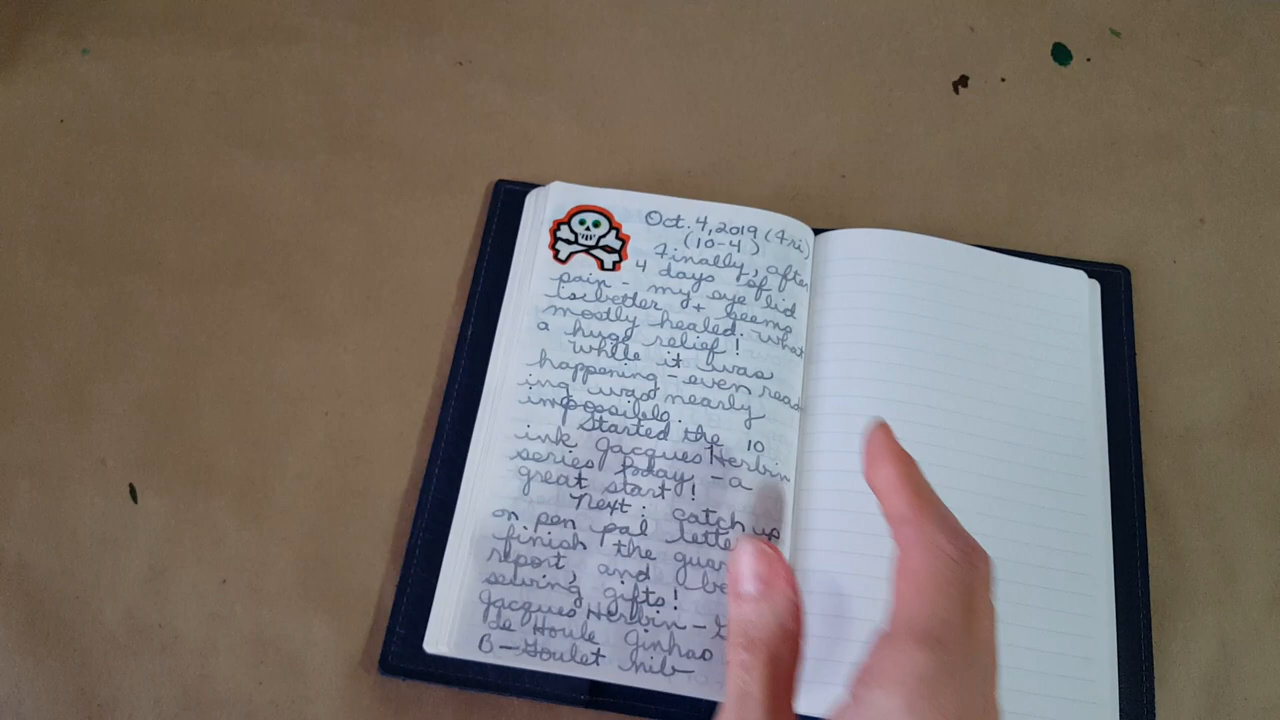 Oct. 4, 2019 (Fri)
(10-4)
Finally, after
4 days of
pain - my eye lid
is better + seems
mostly healed. What
a huge relief!
While it was
happening - even read
ing was nearly
impossible.
Started the 10
ink Jacques Herbin
series today - a
great start!
Next: catch up
on pen pal
finish the
report, and
sewing gifts!
Jacques Herbin -
de Houle Jinhao
B - Goulet nib